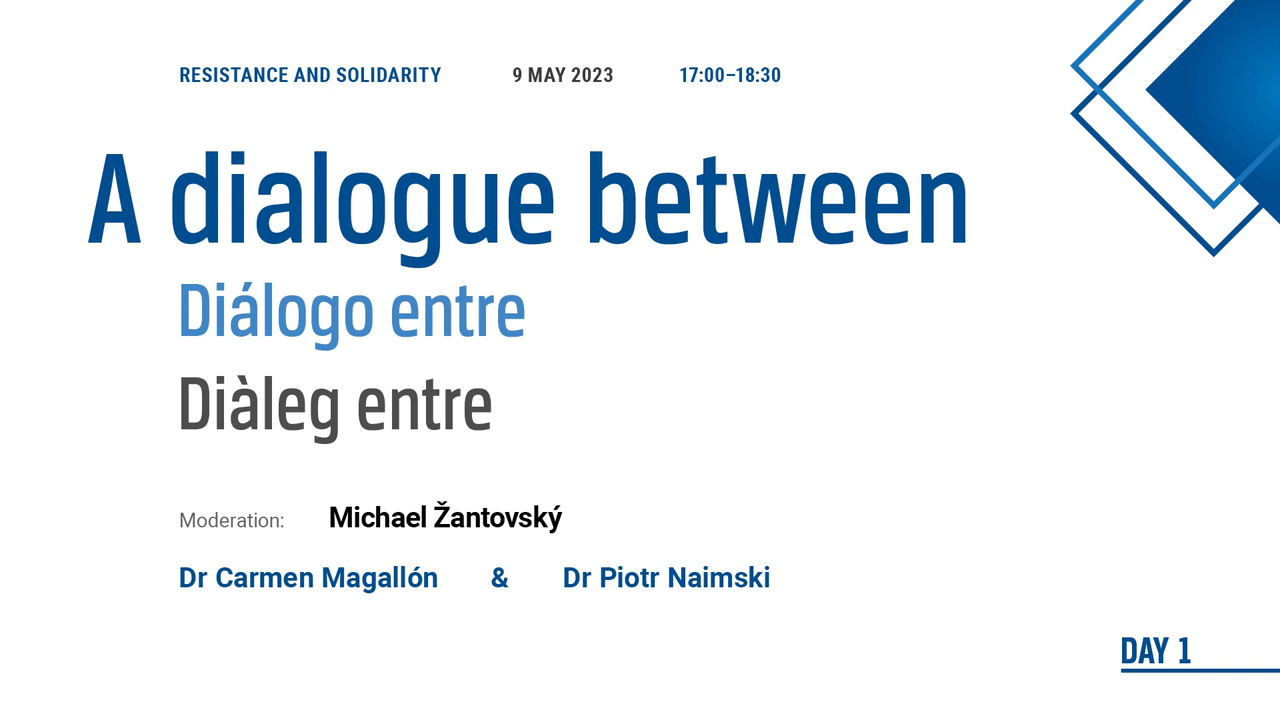 RESISTANCE AND SOLIDARITY 9 MAY 2023 17:00–18:30
A dialogue between
Diálogo entre
Diàleg entre
Moderation: Michael Žantovský
Dr Carmen Magallón & Dr Piotr Naimski
DAY 1